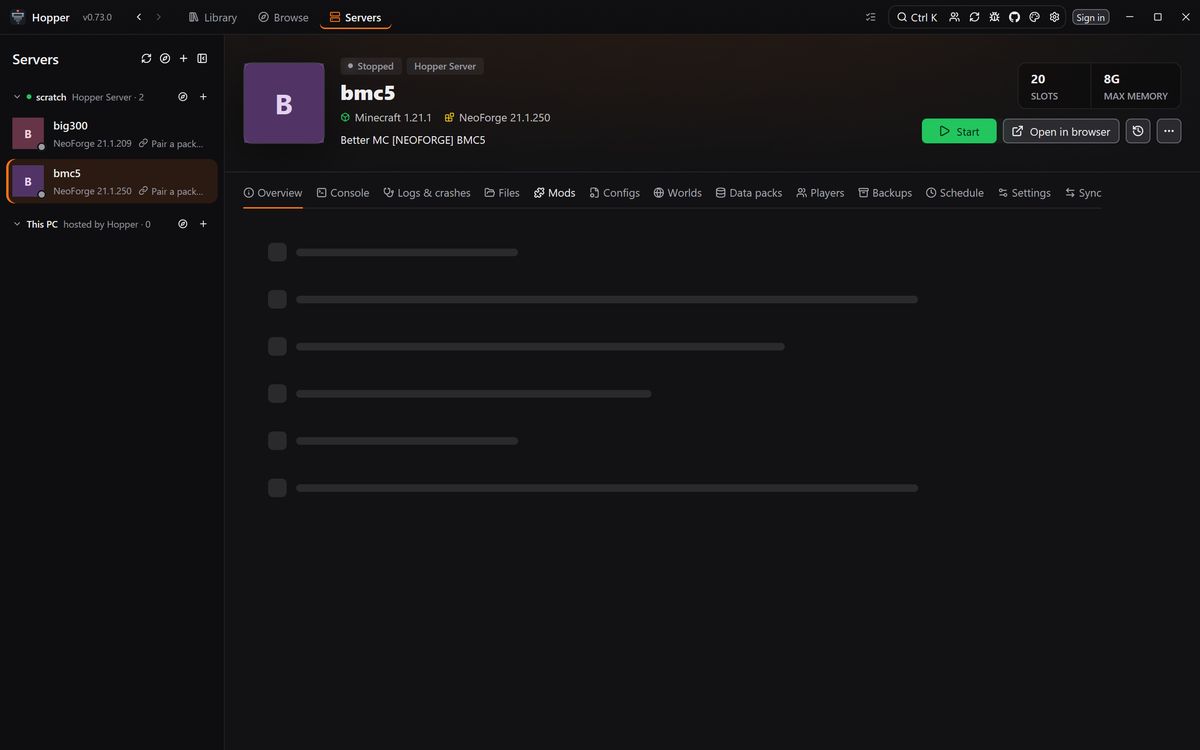 Hopper v0.73.0 Library Browse Servers Ctrl K Sign in
Servers
scratch Hopper Server · 2
B big300
NeoForge 21.1.209 Pair a pack...
B bmc5
NeoForge 21.1.250 Pair a pack...
This PC hosted by Hopper · 0
B
Stopped Hopper Server
bmc5
Minecraft 1.21.1 NeoForge 21.1.250
Better MC [NEOFORGE] BMC5
20 8G
SLOTS MAX MEMORY
Start Open in browser
Overview Console Logs & crashes Files Mods Configs Worlds Data packs Players Backups Schedule Settings Sync